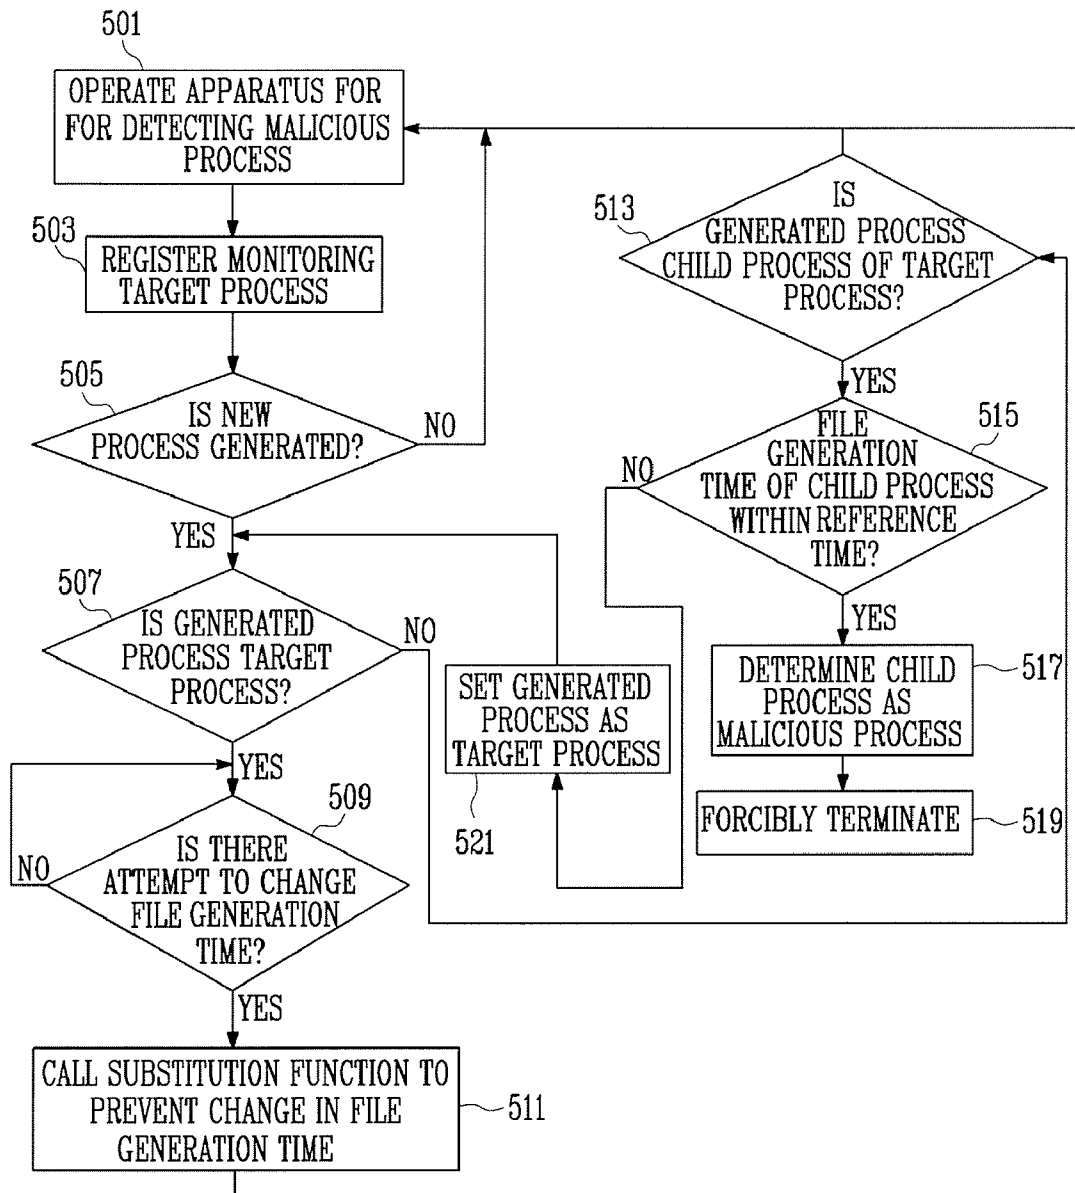 501
OPERATE APPARATUS FOR
FOR DETECTING MALICIOUS
PROCESS
503
REGISTER MONITORING
TARGET PROCESS
505
IS NEW
PROCESS GENERATED?
NO
YES
507
IS GENERATED
PROCESS TARGET
PROCESS?
NO
YES
509
IS THERE
ATTEMPT TO CHANGE
FILE GENERATION
TIME?
NO
YES
CALL SUBSTITUTION FUNCTION TO
PREVENT CHANGE IN FILE
GENERATION TIME
511
513
IS
GENERATED PROCESS
CHILD PROCESS OF TARGET
PROCESS?
YES
515
FILE
GENERATION
TIME OF CHILD PROCESS
WITHIN REFERENCE
TIME?
NO
YES
DETERMINE CHILD
PROCESS AS
MALICIOUS PROCESS
517
FORCIBLY TERMINATE
519
SET GENERATED
PROCESS AS
TARGET PROCESS
521